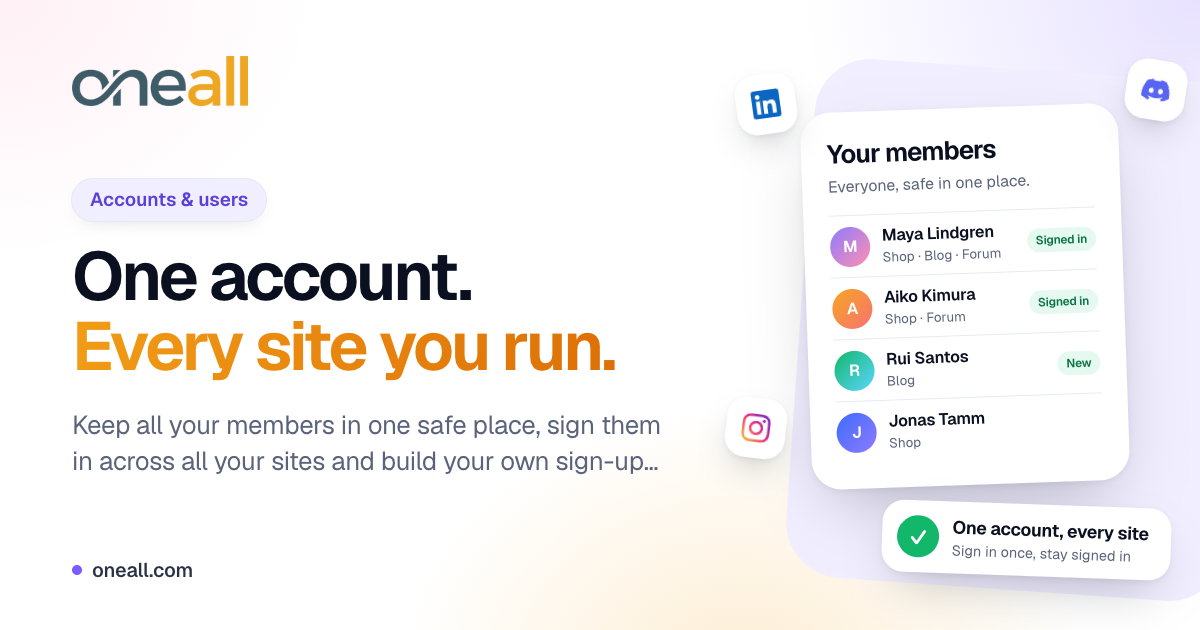 oneall
Accounts & users
One account.
Every site you run.
Keep all your members in one safe place, sign them
in across all your sites and build your own sign-up...
oneall.com
in
Your members
Everyone, safe in one place.
M
Maya Lindgren
Shop · Blog · Forum
Signed in
A
Aiko Kimura
Shop · Forum
Signed in
R
Rui Santos
Blog
New
J
Jonas Tamm
Shop
One account, every site
Sign in once, stay signed in